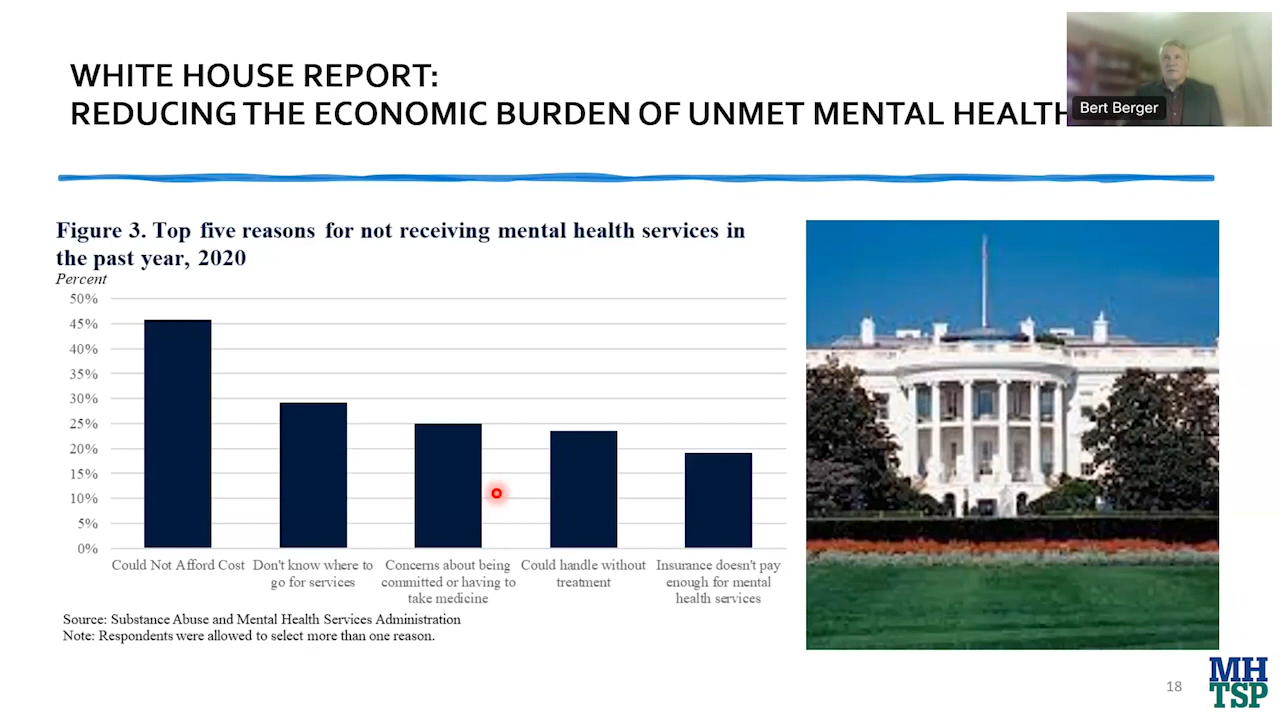 WHITE HOUSE REPORT:
REDUCING THE ECONOMIC BURDEN OF UNMET MENTAL HEALTH
Bert Berger
Figure 3. Top five reasons for not receiving mental health services in
the past year, 2020
Percent
50%
45%
40%
35%
30%
25%
20%
15%
10%
5%
0%
Could Not Afford Cost
Don't know where to
go for services
Concerns about being
committed or having to
take medicine
Could handle without
treatment
Insurance doesn't pay
enough for mental
health services
Source: Substance Abuse and Mental Health Services Administration
Note: Respondents were allowed to select more than one reason.
18
MH
TSP